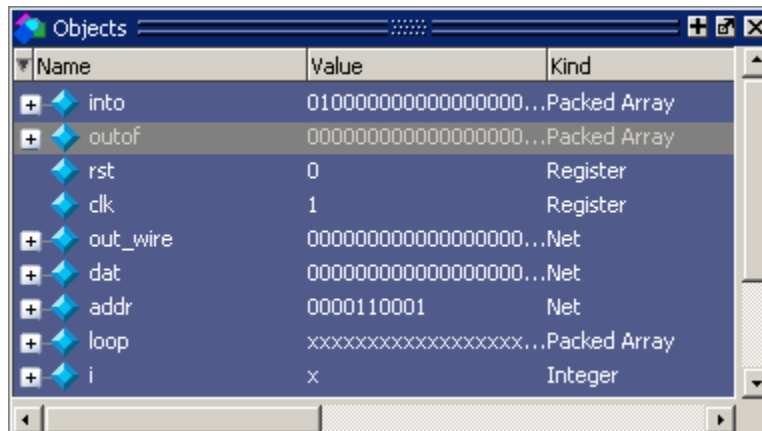 Objects
Name Value Kind
into 010000000000000000...Packed Array
outof 000000000000000000...Packed Array
rst 0 Register
clk 1 Register
out_wire 000000000000000000...Net
dat 000000000000000000...Net
addr 0000110001 Net
loop xxxxxxxxxxxxxxxxxx...Packed Array
i x Integer